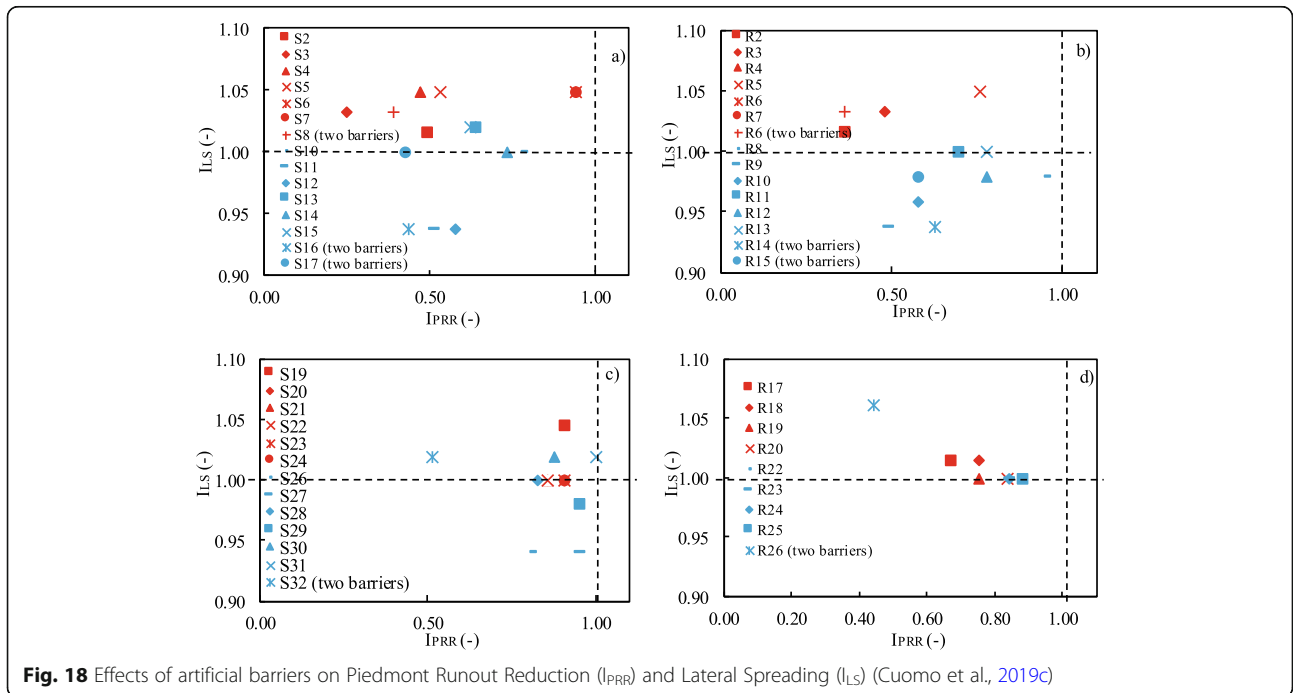 a)
1.10
1.05
1.00
0.95
0.90
ILS (-)
S2
S3
S4
S5
S6
S7
S8 (two barriers)
S10
S11
S12
S13
S14
S15
S16 (two barriers)
S17 (two barriers)
0.00 0.50 1.00
IPRR (-)
b)
1.10
1.05
1.00
0.95
0.90
ILS (-)
R2
R3
R4
R5
R6
R7
R6 (two barriers)
R8
R9
R10
R11
R12
R13
R14 (two barriers)
R15 (two barriers)
0.00 0.50 1.00
IPRR (-)
c)
1.10
1.05
1.00
0.95
0.90
ILS (-)
S19
S20
S21
S22
S23
S24
S26
S27
S28
S29
S30
S31
S32 (two barriers)
0.00 0.50 1.00
IPRR (-)
d)
1.10
1.05
1.00
0.95
0.90
ILS (-)
R17
R18
R19
R20
R22
R23
R24
R25
R26 (two barriers)
0.00 0.20 0.40 0.60 0.80 1.00
IPRR (-)
Fig. 18 Effects of artificial barriers on Piedmont Runout Reduction (IPRR) and Lateral Spreading (ILS) (Cuomo et al., 2019c)